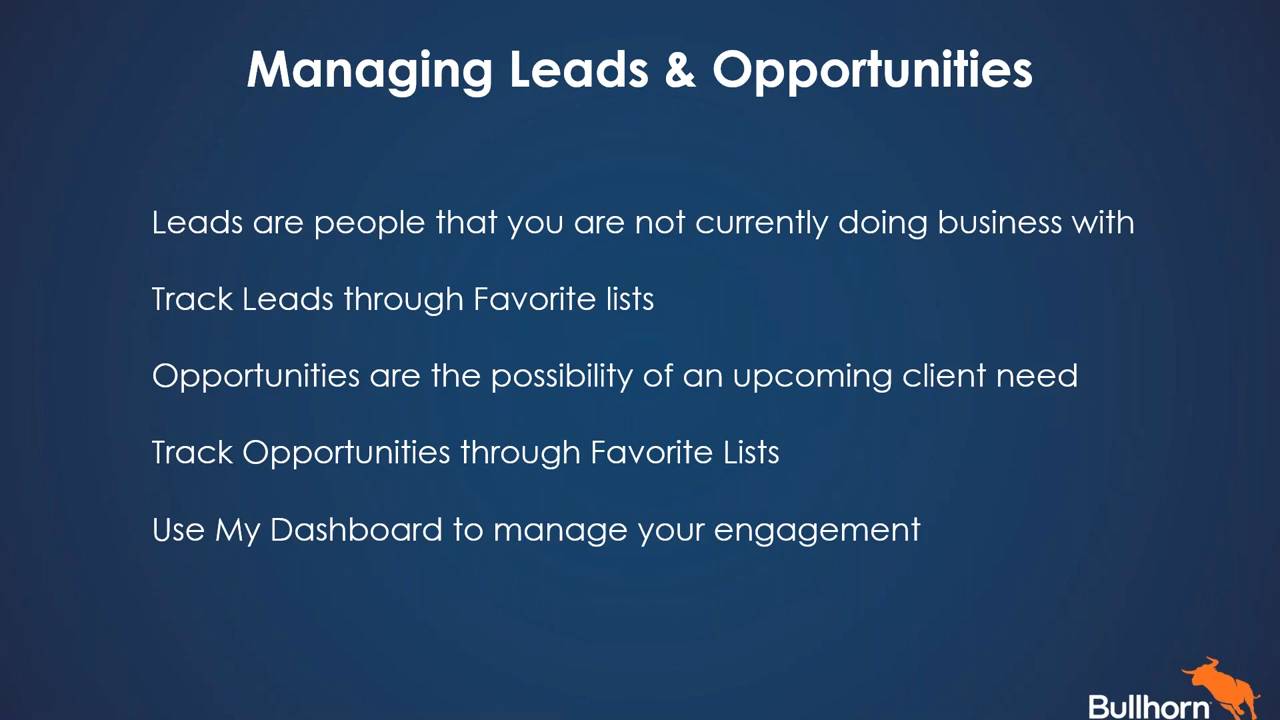 Managing Leads & Opportunities
Leads are people that you are not currently doing business with
Track Leads through Favorite lists
Opportunities are the possibility of an upcoming client need
Track Opportunities through Favorite Lists
Use My Dashboard to manage your engagement
Bullhorn